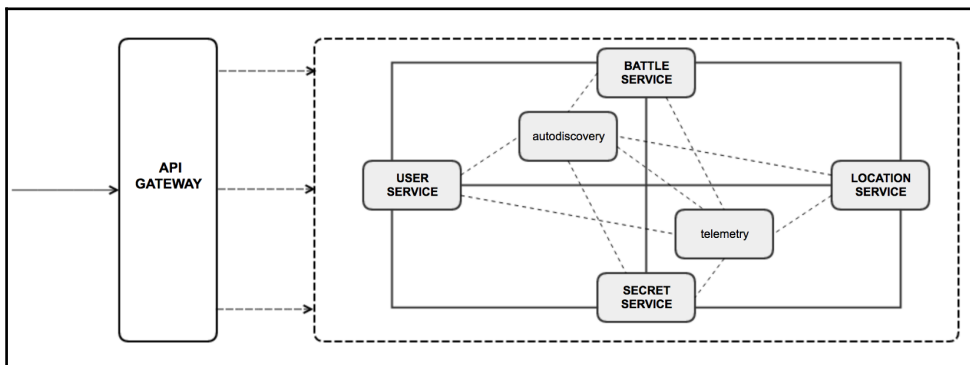 API
GATEWAY
BATTLE
SERVICE
autodiscovery
USER
SERVICE
LOCATION
SERVICE
telemetry
SECRET
SERVICE